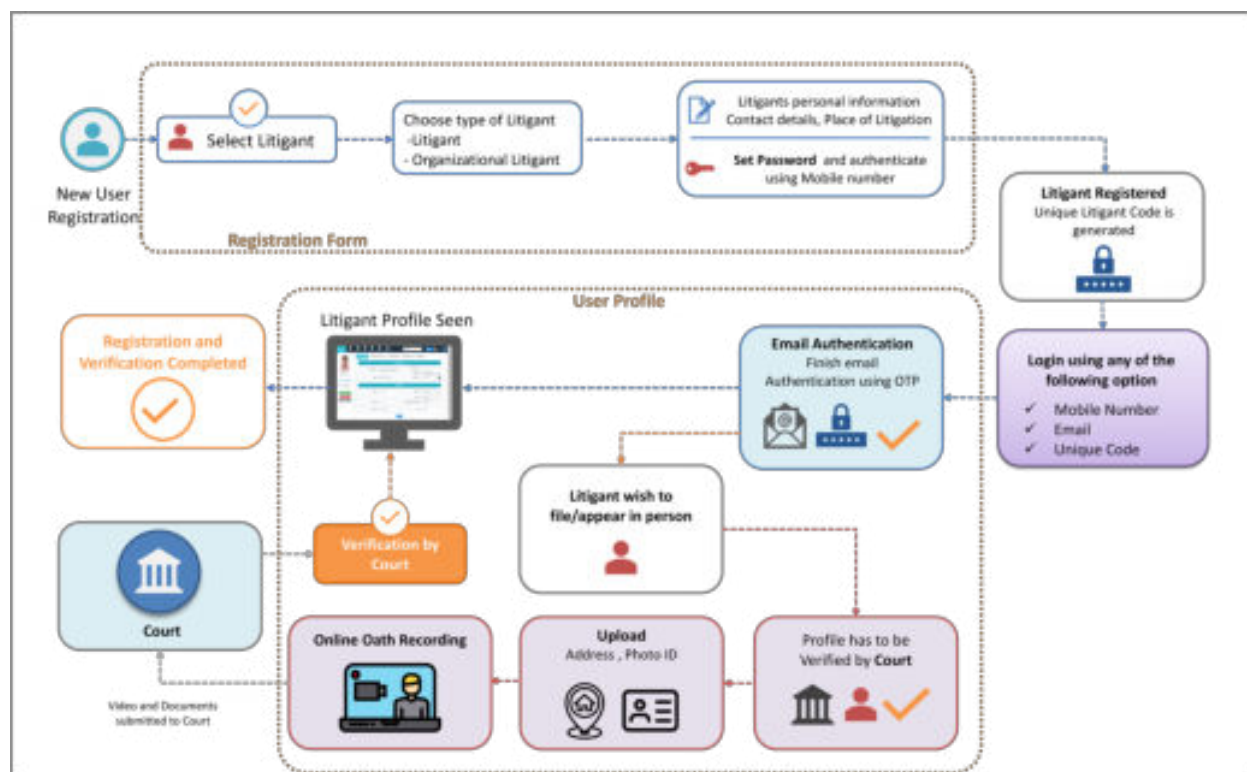 New User
Registration
Select Litigant
Choose type of Litigant
-Litigant
- Organizational Litigant
Litigants personal information
Contact details, Place of Litigation
Set Password and authenticate
using Mobile number
Registration Form
Litigant Registered
Unique Litigant Code is
generated
Login using any of the
following option
✓ Mobile Number
✓ Email
✓ Unique Code
User Profile
Email Authentication
Finish email
Authentication using OTP
Litigant Profile Seen
Registration and
Verification Completed
Litigant wish to
file/appear in person
Profile has to be
Verified by Court
Upload
Address , Photo ID
Online Oath Recording
Video and Documents
submitted to Court
Court
Verification by
Court